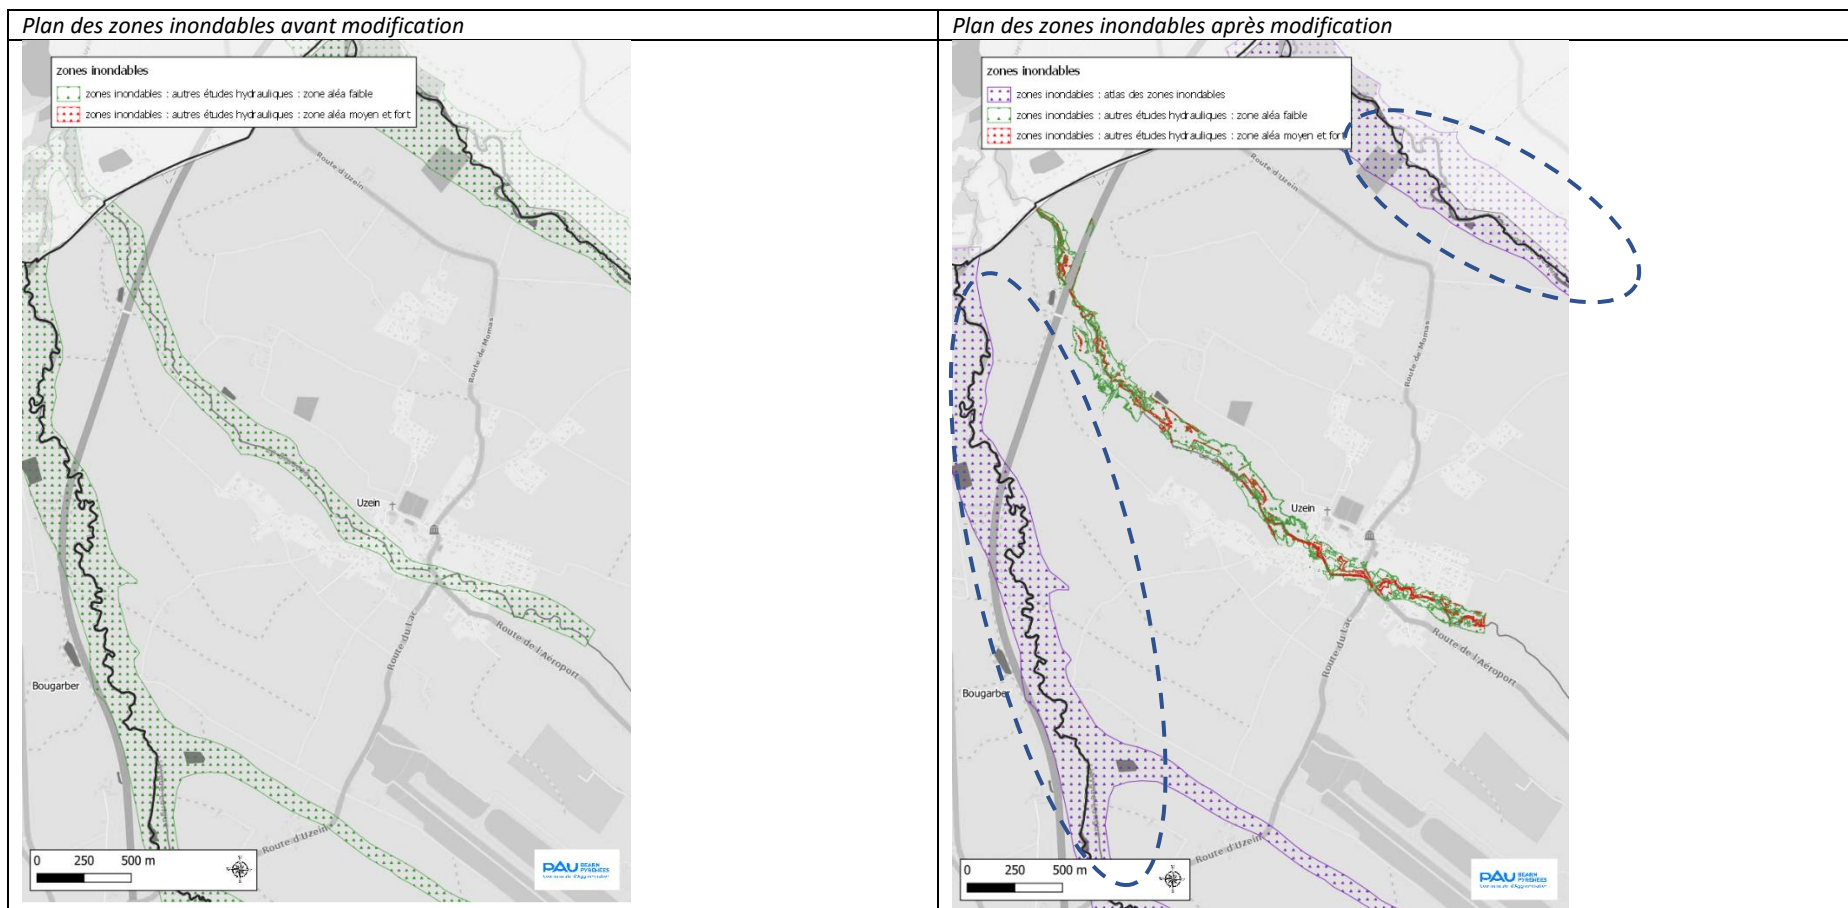 Plan des zones inondables avant modification
zones inondables
zones inondables : autres études hydrauliques : zone aléa faible
zones inondables : autres études hydrauliques : zone aléa moyen et fort
Route d'Uzein
Route de Momas
Uzein
Route du Lac
Route de l'Aéroport
Bougarber
Route d'Uzein
0 250 500 m
PAU BEARN
PYRENEES
Plan des zones inondables après modification
zones inondables
zones inondables : atlas des zones inondables
zones inondables : autres études hydrauliques : zone aléa faible
zones inondables : autres études hydrauliques : zone aléa moyen et fort
Route d'Uzein
Route de Momas
Uzein
Route du Lac
Route de l'Aéroport
Bougarber
Route d'Uzein
0 250 500 m
PAU BEARN
PYRENEES